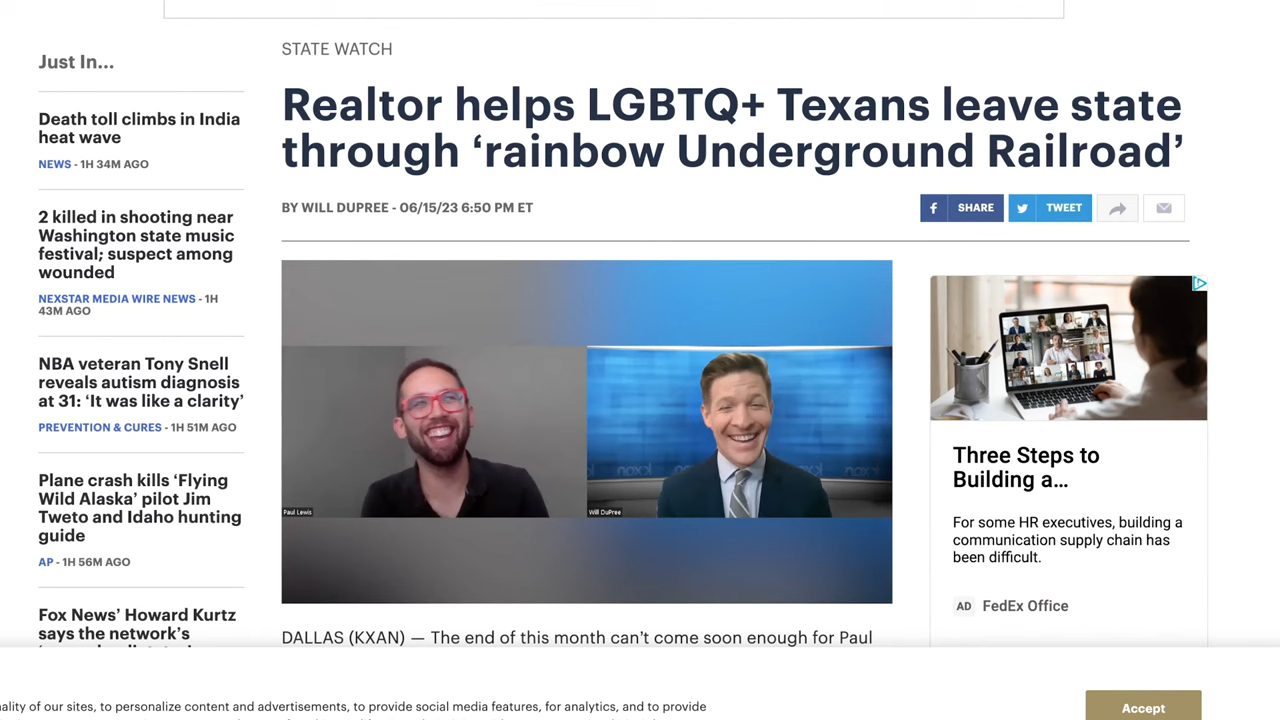 Just In...
Death toll climbs in India
heat wave
NEWS - 1H 34M AGO
2 killed in shooting near
Washington state music
festival; suspect among
wounded
NEXSTAR MEDIA WIRE NEWS - 1H
43M AGO
NBA veteran Tony Snell
reveals autism diagnosis
at 31: ‘It was like a clarity’
PREVENTION & CURES - 1H 51M AGO
Plane crash kills ‘Flying
Wild Alaska’ pilot Jim
Tweto and Idaho hunting
guide
AP - 1H 56M AGO
Fox News’ Howard Kurtz
says the network’s
STATE WATCH
Realtor helps LGBTQ+ Texans leave state
through ‘rainbow Underground Railroad’
BY WILL DUPREE - 06/15/23 6:50 PM ET
SHARE
TWEET
Paul Lewis
Will DuPree
DALLAS (KXAN) — The end of this month can’t come soon enough for Paul
Three Steps to
Building a...
For some HR executives, building a
communication supply chain has
been difficult.
AD FedEx Office
nality of our sites, to personalize content and advertisements, to provide social media features, for analytics, and to provide
Accept